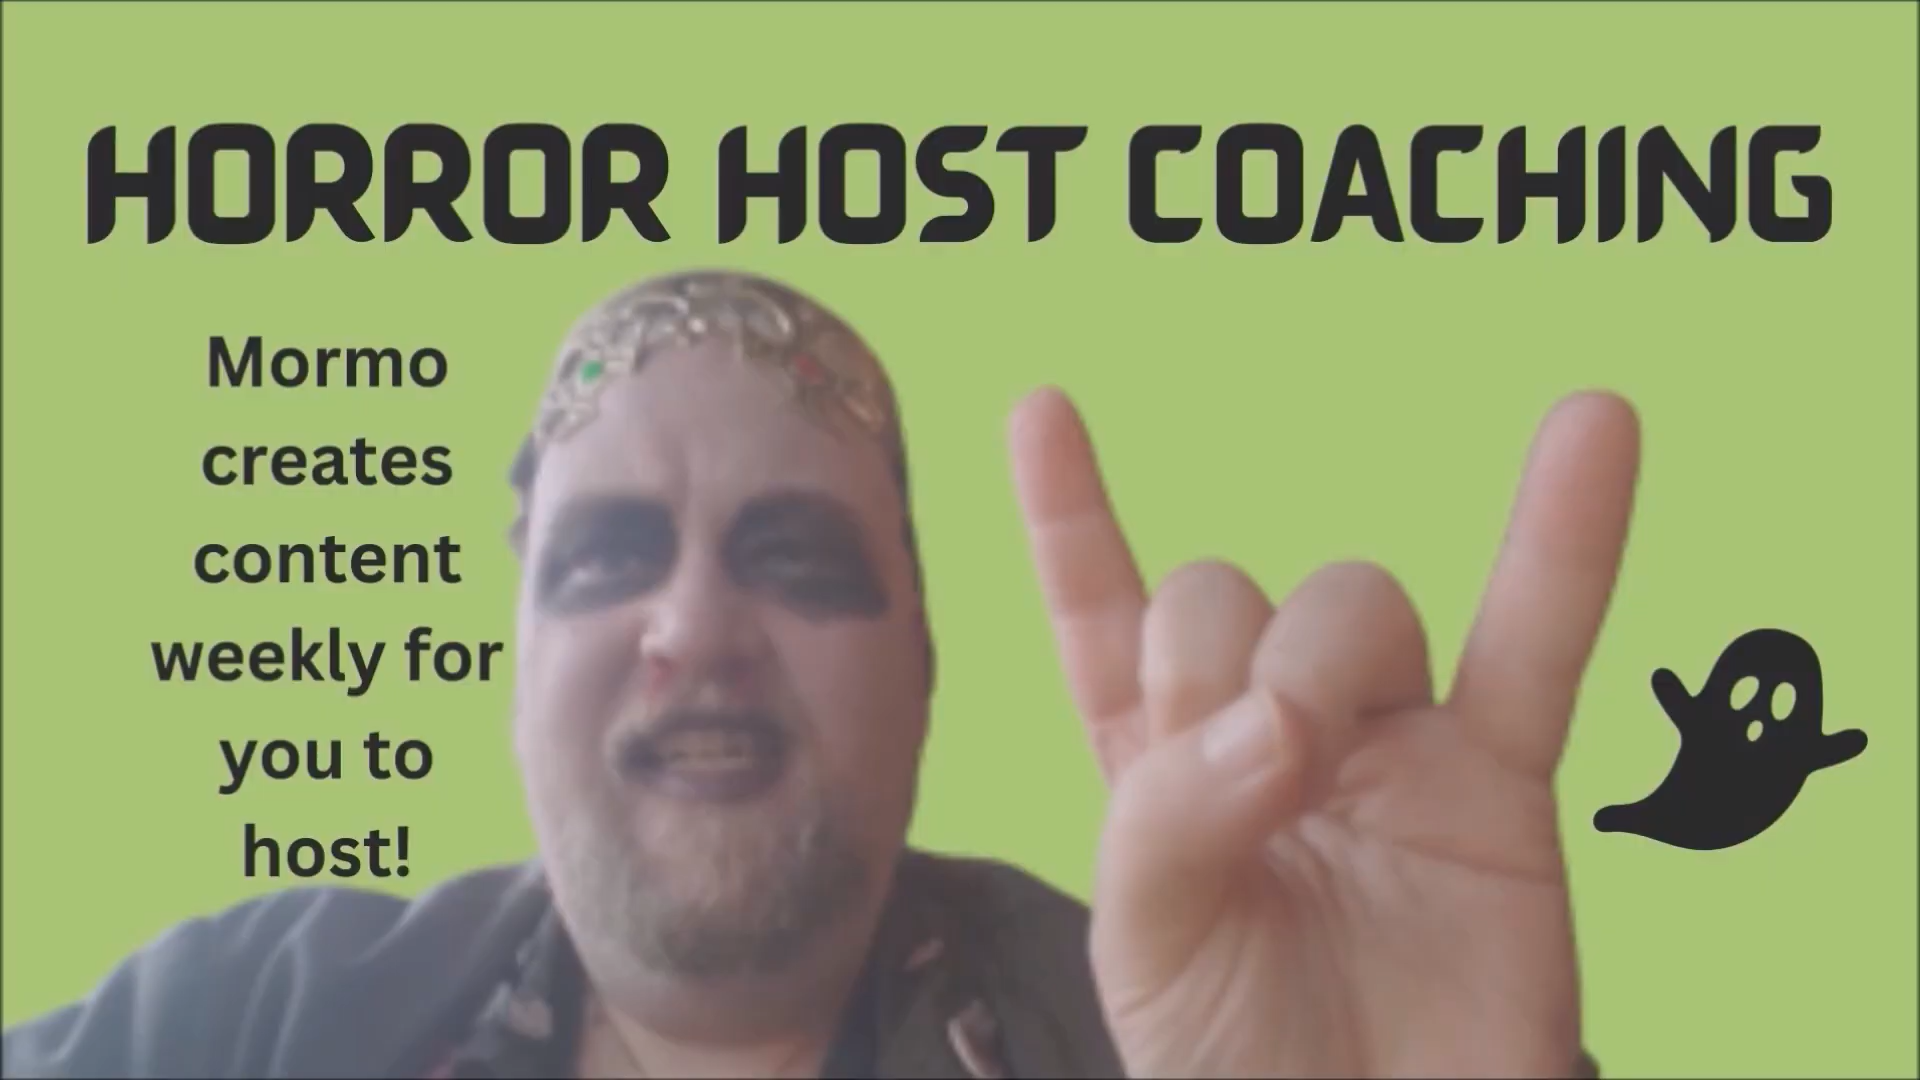 HORROR HOST COACHING
Mormo
creates
content
weekly for
you to
host!